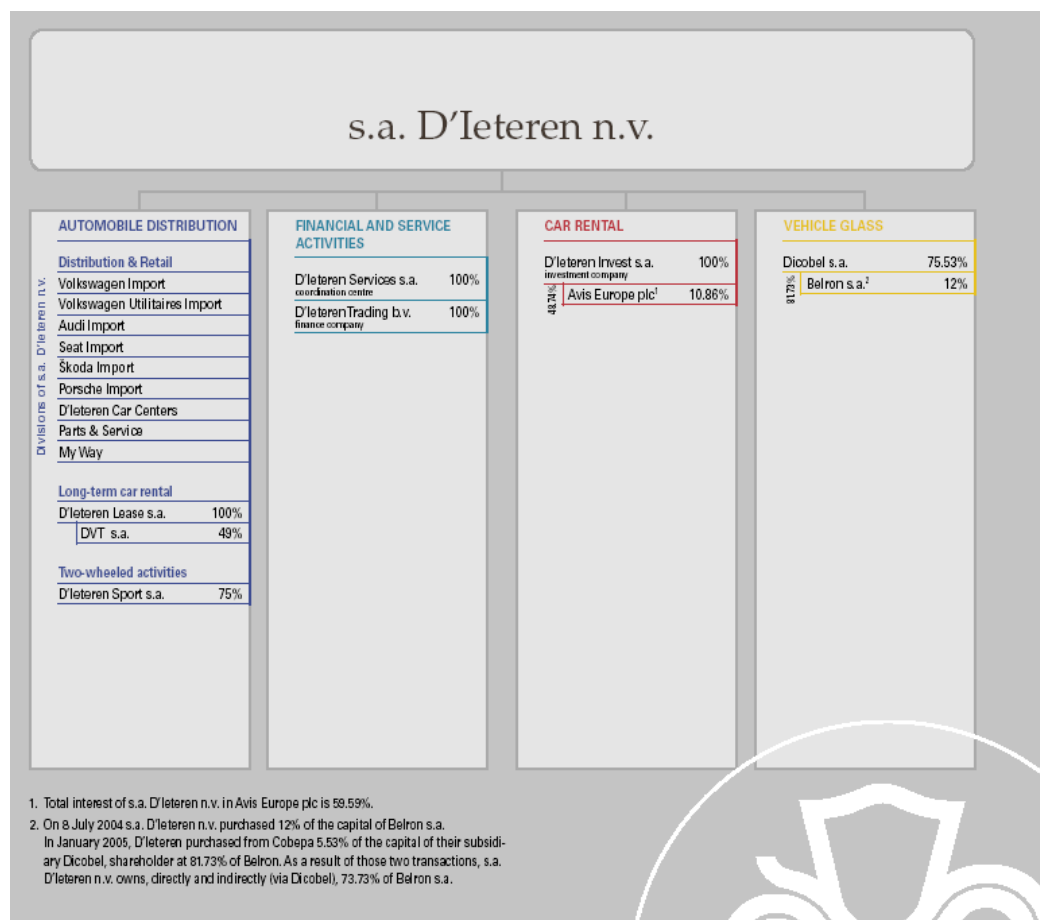 s.a. D'Ieteren n.v.
Divisions of s.a. D'Ieteren n.v.
AUTOMOBILE DISTRIBUTION
Distribution & Retail
Volkswagen Import
Volkswagen Utilitaires Import
Audi Import
Seat Import
Škoda Import
Porsche Import
D'Ieteren Car Centers
Parts & Service
My Way
Long-term car rental
D'Ieteren Lease s.a. 100%
DVT s.a. 49%
Two-wheeled activities
D'Ieteren Sport s.a. 75%
FINANCIAL AND SERVICE
ACTIVITIES
D'Ieteren Services s.a. 100%
coordination centre
D'Ieteren Trading b.v. 100%
finance company
CAR RENTAL
D'Ieteren Invest s.a. 100%
investment company
48.74%
Avis Europe plc¹ 10.86%
VEHICLE GLASS
Dicobel s.a. 75.53%
81.73%
Belron s.a.² 12%
1. Total interest of s.a. D'Ieteren n.v. in Avis Europe plc is 59.59%.
2. On 8 July 2004 s.a. D'Ieteren n.v. purchased 12% of the capital of Belron s.a.
In January 2005, D'Ieteren purchased from Cobepa 5.53% of the capital of their subsidi-
ary Dicobel, shareholder at 81.73% of Belron. As a result of those two transactions, s.a.
D'Ieteren n.v. owns, directly and indirectly (via Dicobel), 73.73% of Belron s.a.